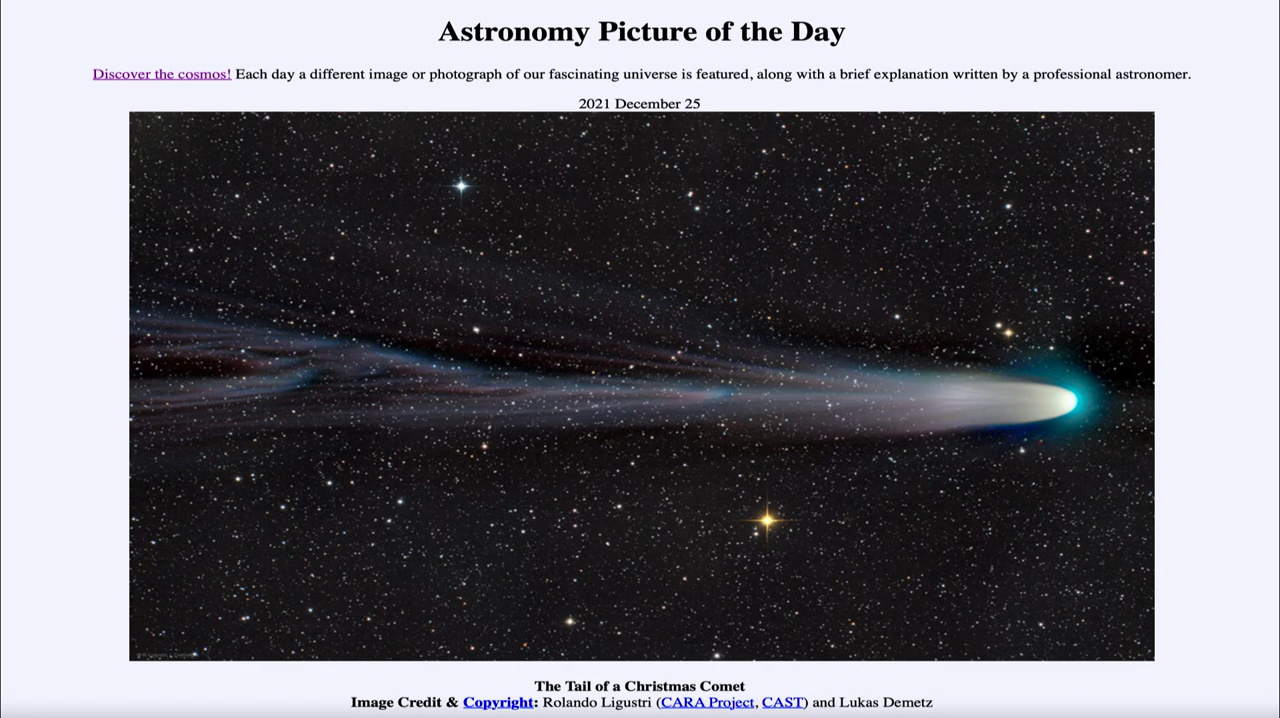 Astronomy Picture of the Day
Discover the cosmos! Each day a different image or photograph of our fascinating universe is featured, along with a brief explanation written by a professional astronomer.
2021 December 25
The Tail of a Christmas Comet
Image Credit & Copyright: Rolando Ligustri (CARA Project, CAST) and Lukas Demetz